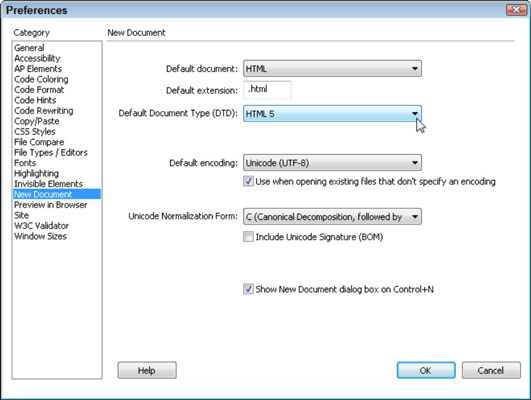 Preferences
Category
New Document
General
Accessibility
AP Elements
Code Coloring
Code Format
Code Hints
Code Rewriting
Copy/Paste
CSS Styles
File Compare
File Types / Editors
Fonts
Highlighting
Invisible Elements
New Document
Preview in Browser
Site
W3C Validator
Window Sizes
Default document: HTML
Default extension: .html
Default Document Type (DTD): HTML 5
Default encoding: Unicode (UTF-8)
Use when opening existing files that don't specify an encoding
Unicode Normalization Form: C (Canonical Decomposition, followed by
Include Unicode Signature (BOM)
Show New Document dialog box on Control+N
Help
OK
Cancel